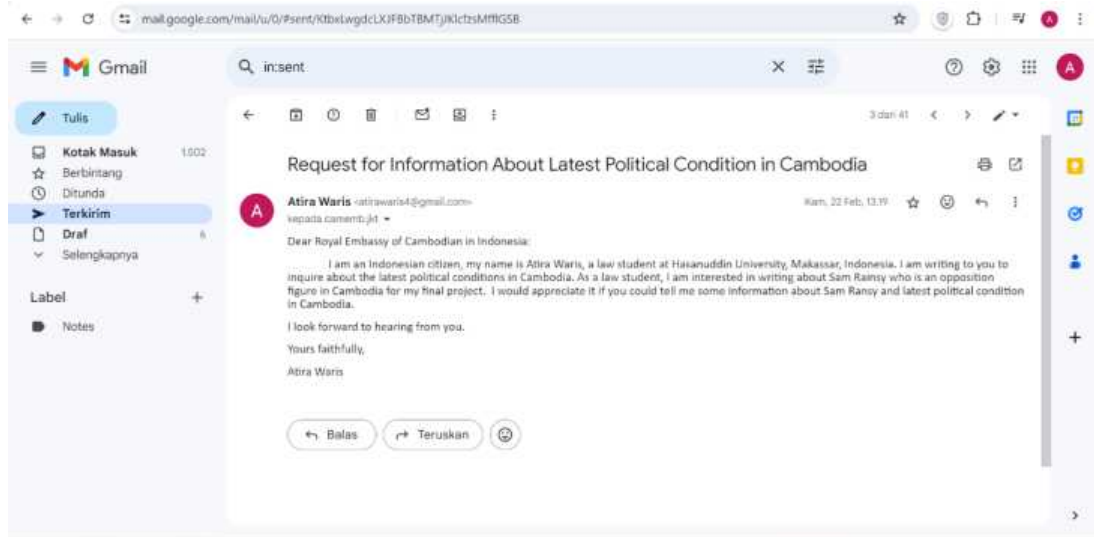 mail.google.com/mail/u/0/#sent/
Gmail
in:sent
A
Tulis
3 dari 41
Kotak Masuk 1.002
Berbintang
Ditunda
Terkirim
Draf 6
Selengkapnya
Label
Notes
Request for Information About Latest Political Condition in Cambodia
A
Atira Waris <atirawaris4@gmail.com>
Kam, 22 Feb, 13.19
kepada camemb.jkt
Dear Royal Embassy of Cambodian in Indonesia:
I am an Indonesian citizen, my name is Atira Waris, a law student at Hasanuddin University, Makassar, Indonesia. I am writing to you to
inquire about the latest political conditions in Cambodia. As a law student, I am interested in writing about Sam Rainsy who is an opposition
figure in Cambodia for my final project. I would appreciate it if you could tell me some information about Sam Ransy and latest political condition
in Cambodia.
I look forward to hearing from you.
Yours faithfully,
Atira Waris
Balas
Teruskan